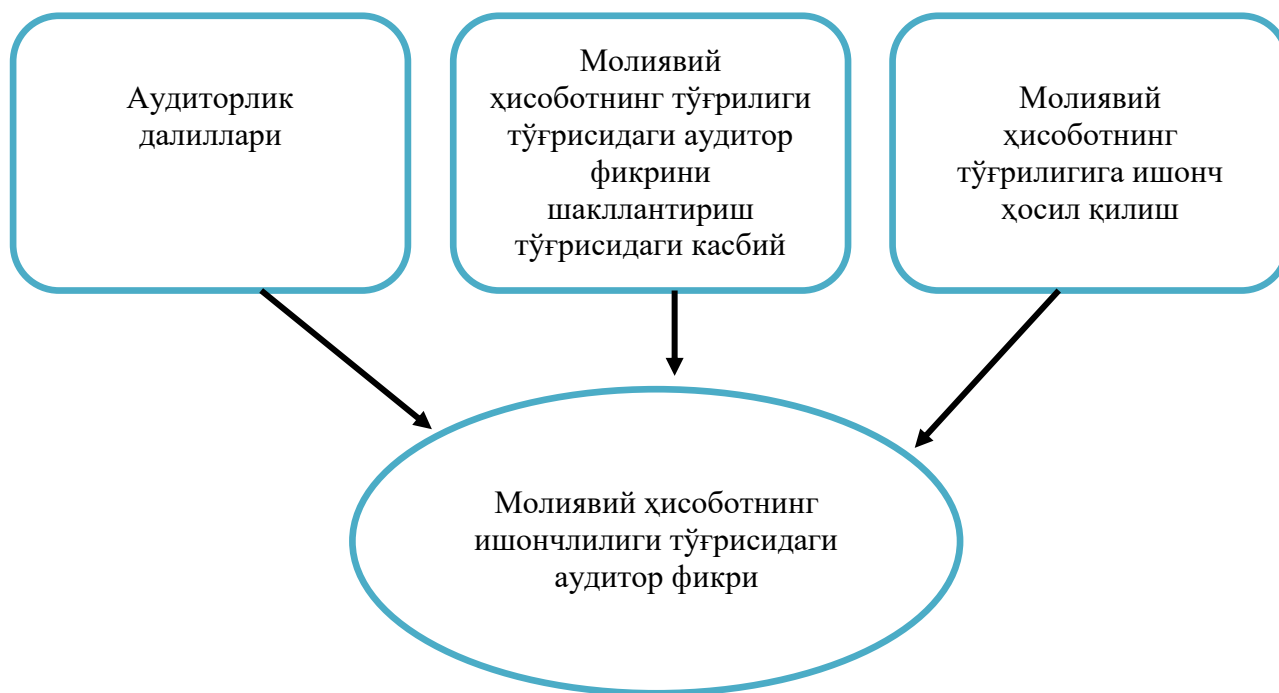 Аудиторлик
далиллари
Молиявий
ҳисоботнинг тўғрилиги
тўғрисидаги аудитор
фикрини
шакллантириш
тўғрисидаги касбий
Молиявий
ҳисоботнинг
тўғрилигига ишонч
ҳосил қилиш
Молиявий ҳисоботнинг
ишончлилиги тўғрисидаги
аудитор фикри